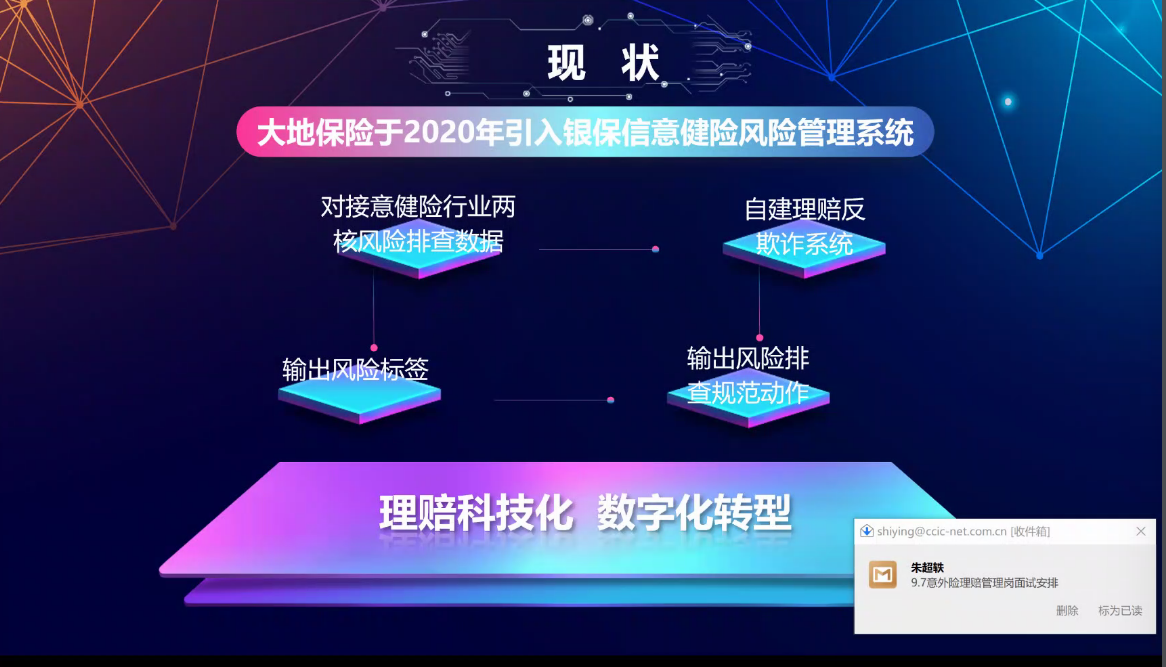 现 状
大地保险于2020年引入银保信意健险风险管理系统
对接意健险行业两
核风险排查数据
自建理赔反
欺诈系统
输出风险标签
输出风险排
查规范动作
理赔科技化 数字化转型
shiying@ccic-net.com.cn [收件箱]
朱超轶
9.7意外险理赔管理岗面试安排
删除 标为已读